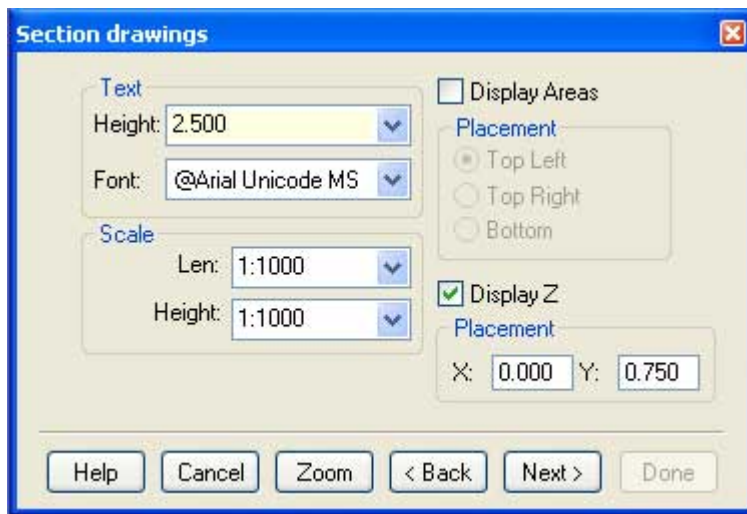 Section drawings
Text
Height: 2.500
Font: @Arial Unicode MS
Scale
Len: 1:1000
Height: 1:1000
Display Areas
Placement
Top Left
Top Right
Bottom
Display Z
Placement
X: 0.000 Y: 0.750
Help Cancel Zoom < Back Next > Done